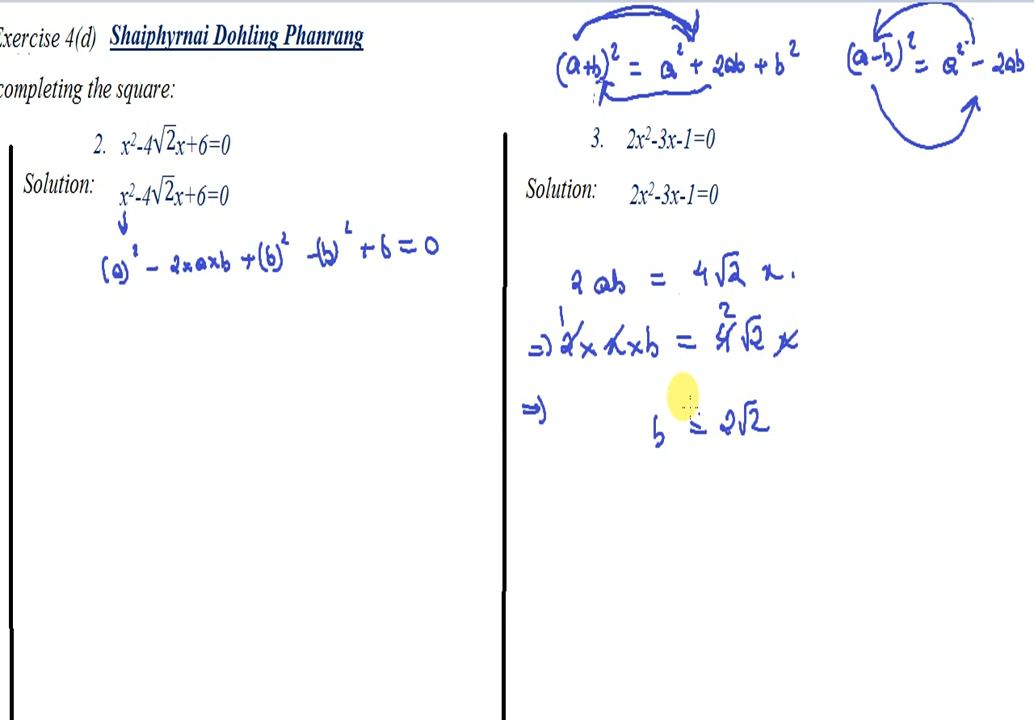 Exercise 4(d) Shaiphyrnai Dohling Phanrang
(a+b)² = a² + 2ab + b²
(a-b)² = a² - 2ab
completing the square:
2. x²-4√2x+6=0
Solution: x²-4√2x+6=0
(a)² - 2×a×b + (b)² - (b)² + 6 = 0
3. 2x²-3x-1=0
Solution: 2x²-3x-1=0
2ab = 4√2 x.
1 2
⇒ 2×x×b = 4√2 x
⇒ b = 2√2